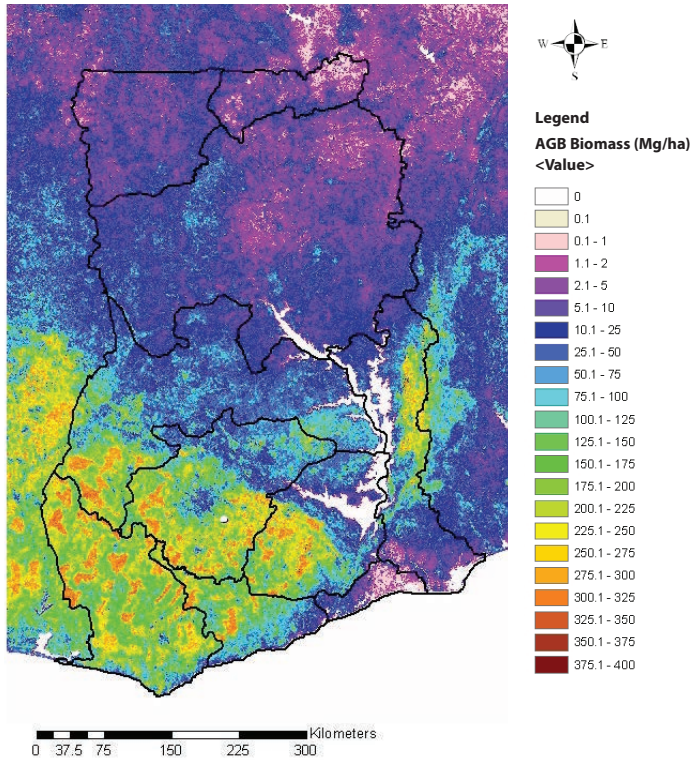 W E
S
Legend
AGB Biomass (Mg/ha)
<Value>
0
0.1
0.1 - 1
1.1 - 2
2.1 - 5
5.1 - 10
10.1 - 25
25.1 - 50
50.1 - 75
75.1 - 100
100.1 - 125
125.1 - 150
150.1 - 175
175.1 - 200
200.1 - 225
225.1 - 250
250.1 - 275
275.1 - 300
300.1 - 325
325.1 - 350
350.1 - 375
375.1 - 400
Kilometers
0 37.5 75 150 225 300